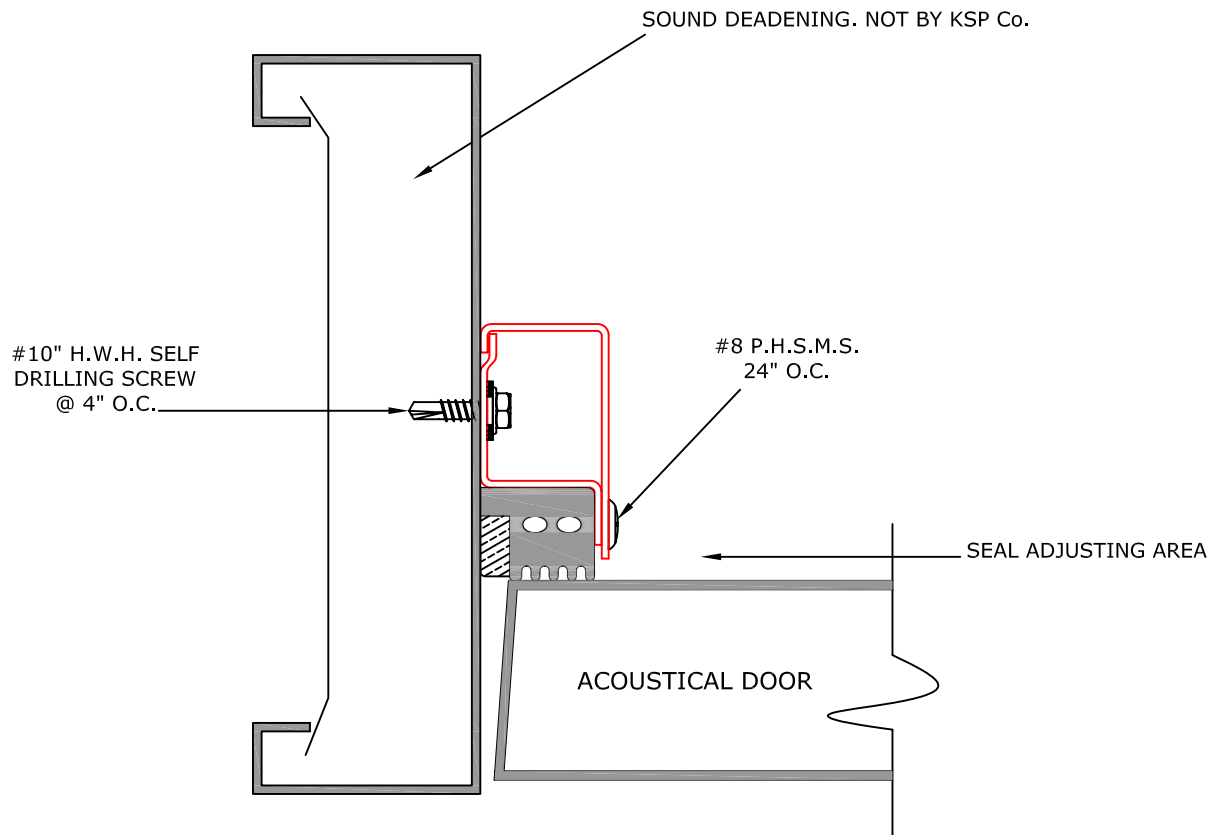 SOUND DEADENING. NOT BY KSP Co.
#10" H.W.H. SELF
DRILLING SCREW
@ 4" O.C.
#8 P.H.S.M.S.
24" O.C.
SEAL ADJUSTING AREA
ACOUSTICAL DOOR